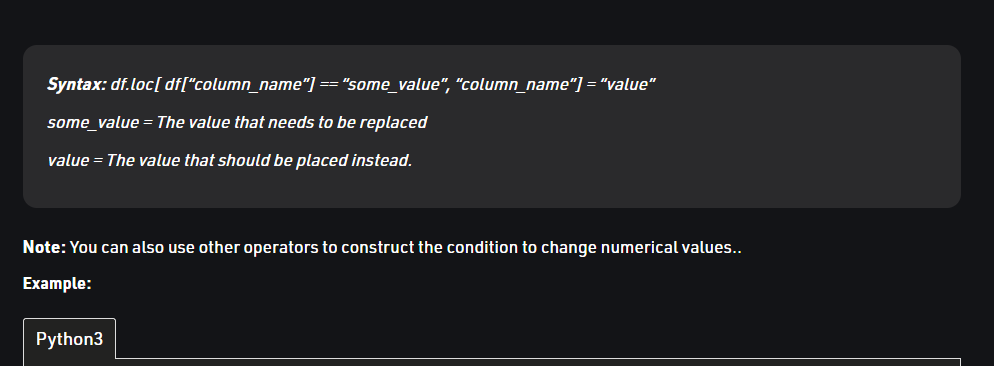 Syntax: df.loc[ df[“column_name”] == “some_value”, “column_name”] = “value”
some_value = The value that needs to be replaced
value = The value that should be placed instead.
Note: You can also use other operators to construct the condition to change numerical values..
Example:
Python3